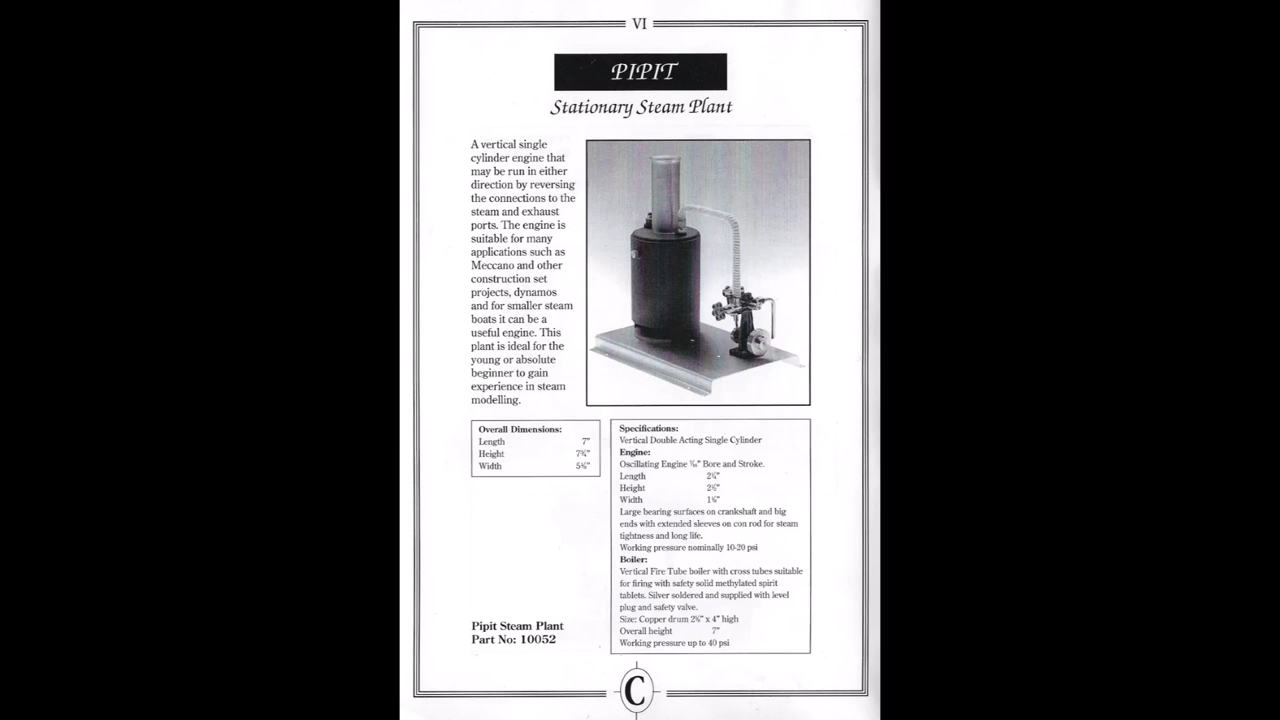 VI
PIPIT
Stationary Steam Plant
A vertical single
cylinder engine that
may be run in either
direction by reversing
the connections to the
steam and exhaust
ports. The engine is
suitable for many
applications such as
Meccano and other
construction set
projects, dynamos
and for smaller steam
boats it can be a
useful engine. This
plant is ideal for the
young or absolute
beginner to gain
experience in steam
modelling.
Overall Dimensions:
Length 7"
Height
Width
Specifications:
Vertical Double Acting Single Cylinder
Engine:
Oscillating Engine Bore and Stroke.
Length
Height
Width
Large bearing surfaces on crankshaft and big
ends with extended sleeves on con rod for steam
tightness and long life.
Working pressure nominally 10-20 psi
Boiler:
Vertical Fire Tube boiler with cross tubes suitable
for firing with safety solid methylated spirit
tablets. Silver soldered and supplied with level
plug and safety valve.
Size: Copper drum x 4" high
Overall height 7"
Working pressure up to 40 psi
Pipit Steam Plant
Part No: 10052
C